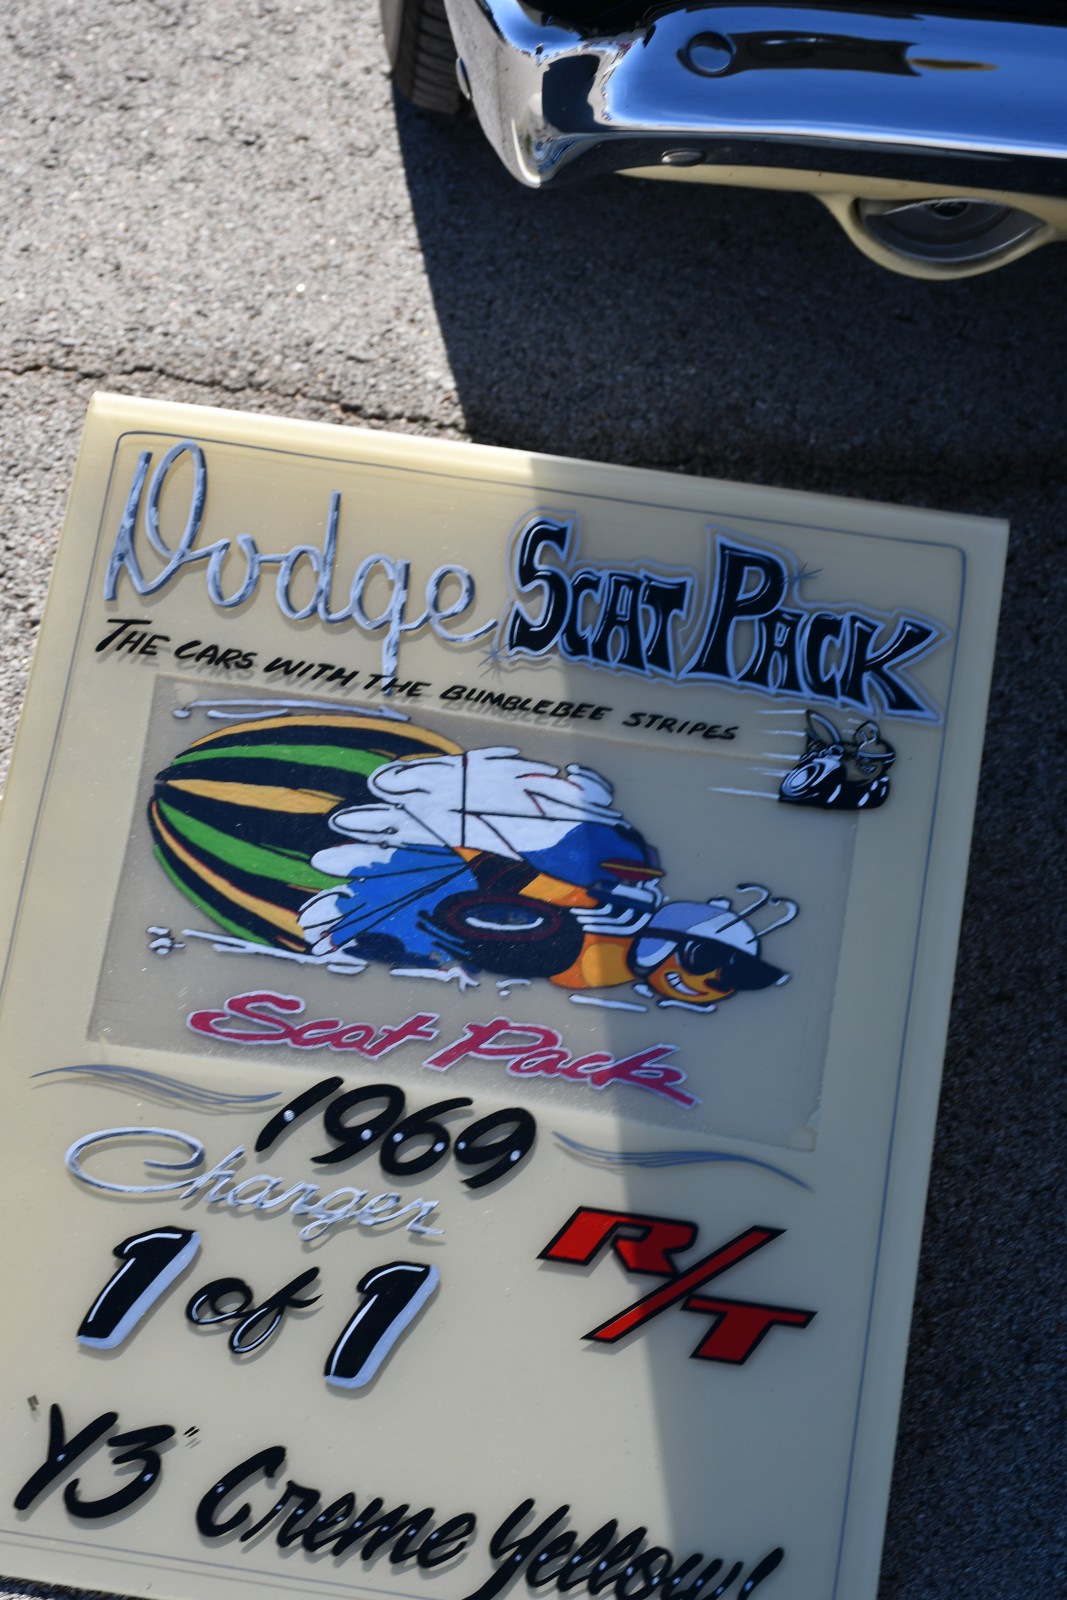 Dodge SCAT PACK
THE CARS WITH THE BUMBLEBEE STRIPES
Scat Pack
1969
Charger
R/T
1 of 1
"Y3" Creme Yellow!